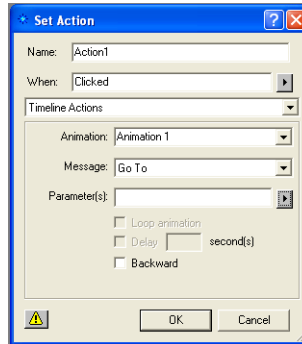 Set Action
Name: Action1
When: Clicked
Timeline Actions
Animation: Animation 1
Message: Go To
Parameter(s):
Loop animation
Delay second(s)
Backward
OK Cancel